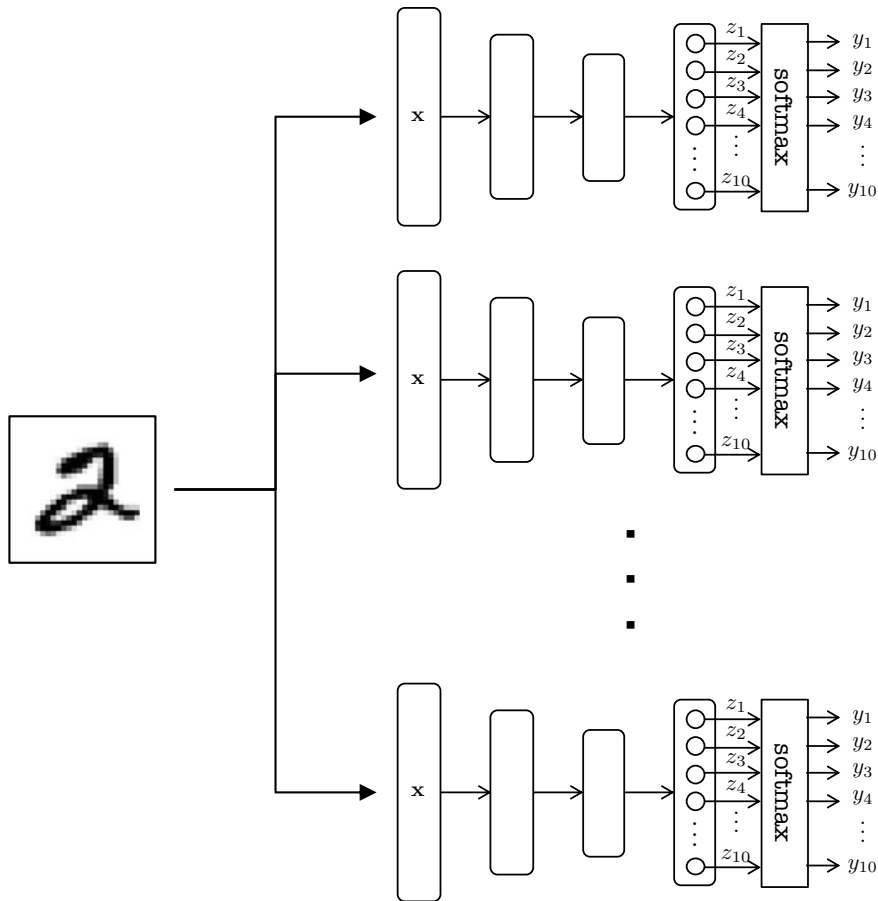 x
z₁
z₂
z₃
z₄
⋮
z₁₀
softmax
y₁
y₂
y₃
y₄
⋮
y₁₀
x
z₁
z₂
z₃
z₄
⋮
z₁₀
softmax
y₁
y₂
y₃
y₄
⋮
y₁₀
2
x
z₁
z₂
z₃
z₄
⋮
z₁₀
softmax
y₁
y₂
y₃
y₄
⋮
y₁₀